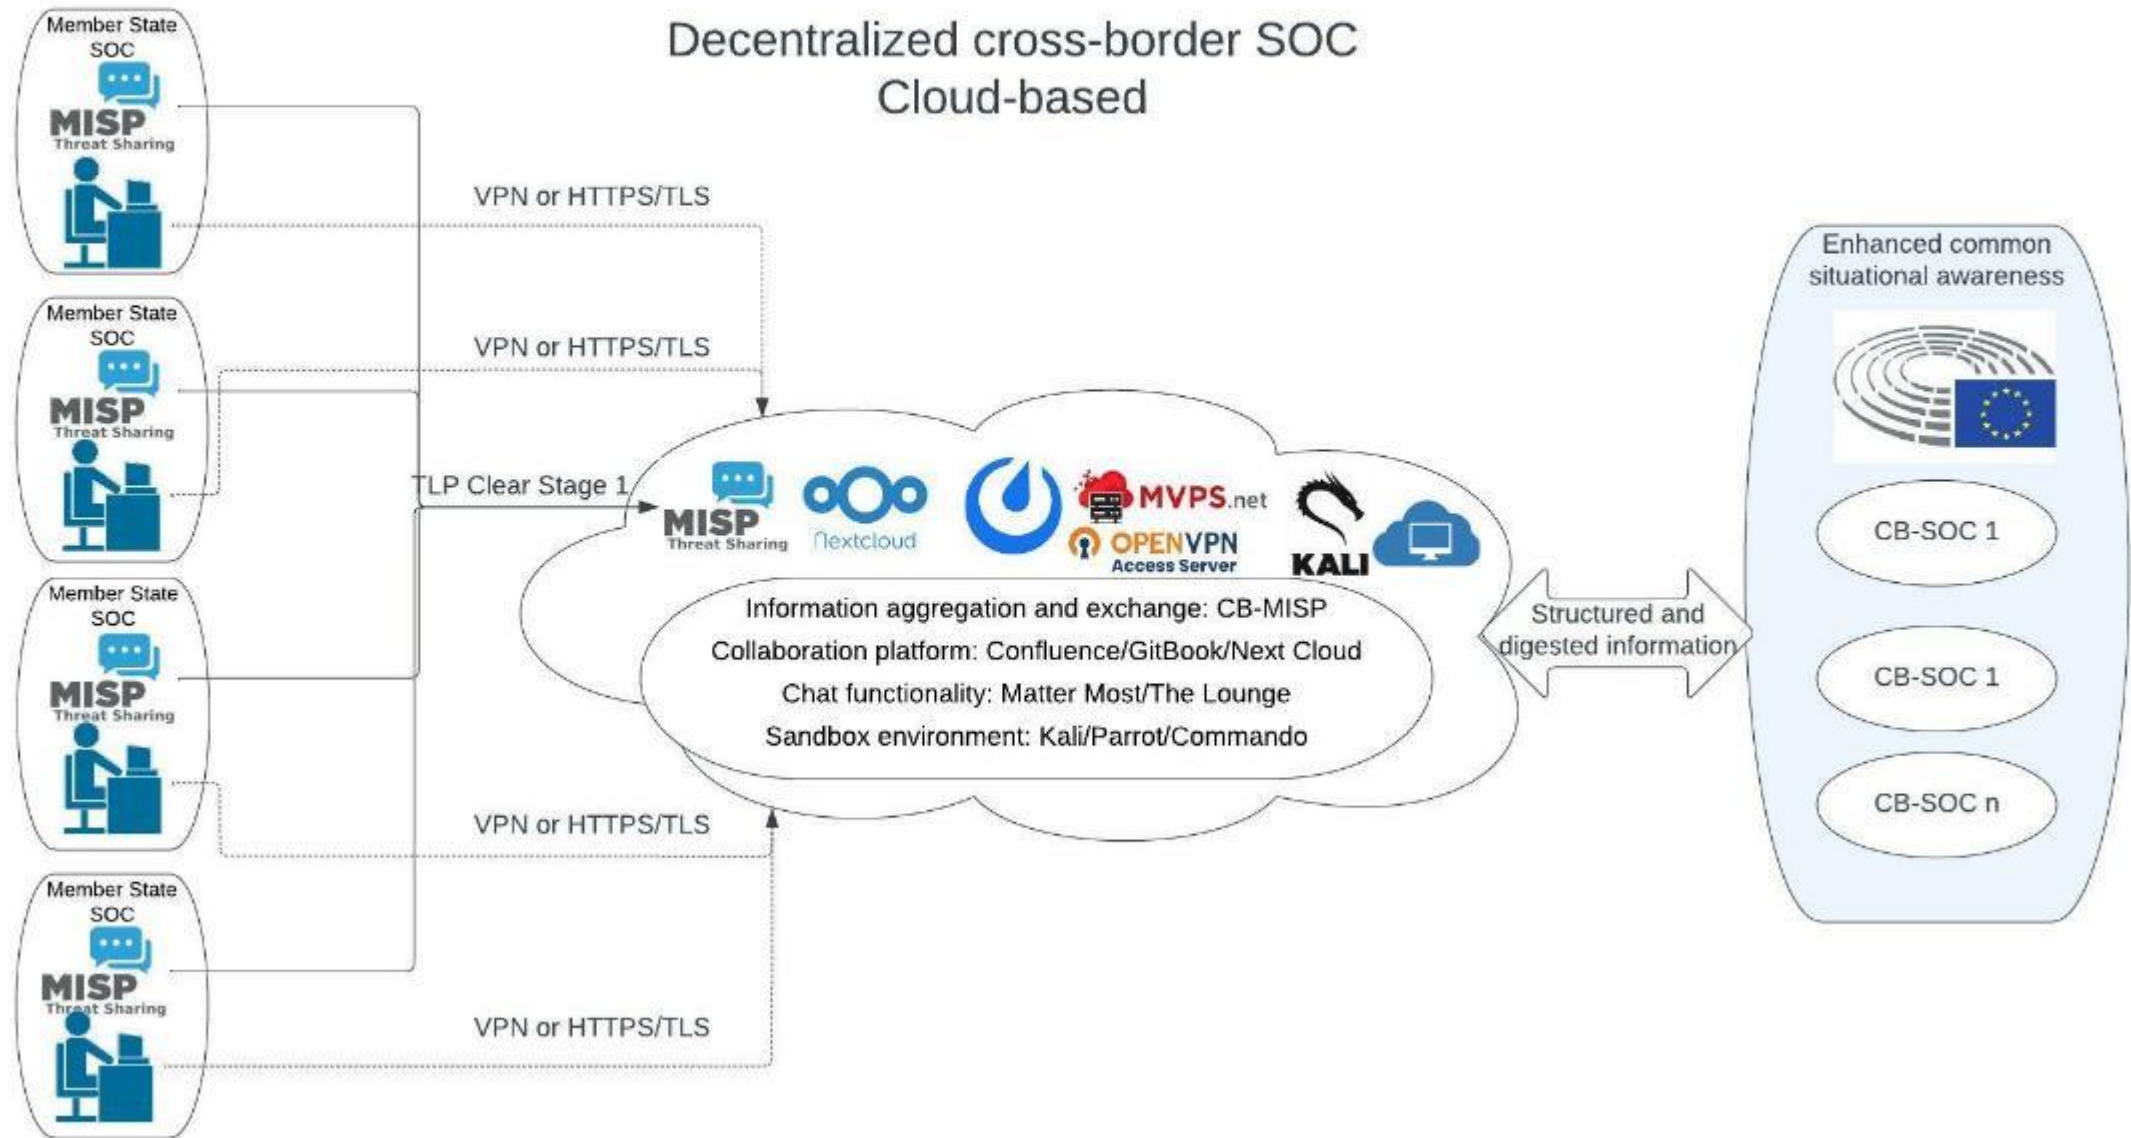 Decentralized cross-border SOC
Cloud-based
Member State
SOC
MISP
Threat Sharing
VPN or HTTPS/TLS
Member State
SOC
MISP
Threat Sharing
VPN or HTTPS/TLS
TLP Clear Stage 1
Member State
SOC
MISP
Threat Sharing
VPN or HTTPS/TLS
Member State
SOC
MISP
Threat Sharing
VPN or HTTPS/TLS
MISP
Threat Sharing
Nextcloud
MVPS.net
OPENVPN
Access Server
KALI
Information aggregation and exchange: CB-MISP
Collaboration platform: Confluence/GitBook/Next Cloud
Chat functionality: Matter Most/The Lounge
Sandbox environment: Kali/Parrot/Commando
Structured and
digested information
Enhanced common
situational awareness
CB-SOC 1
CB-SOC 1
CB-SOC n